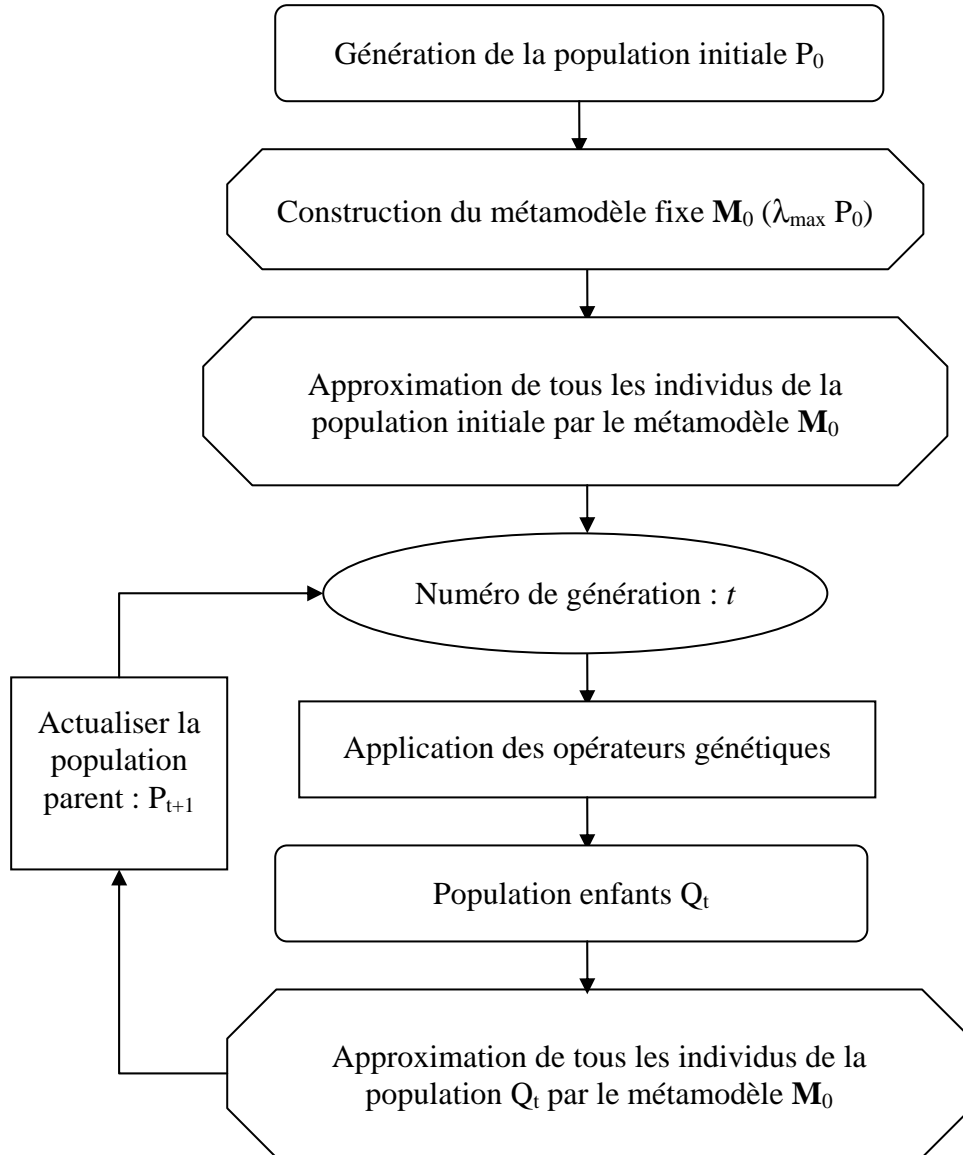 Génération de la population initiale P₀
Construction du métamodèle fixe M₀ (λmax P₀)
Approximation de tous les individus de la
population initiale par le métamodèle M₀
Numéro de génération : t
Actualiser la
population
parent : Pt+1
Application des opérateurs génétiques
Population enfants Qt
Approximation de tous les individus de la
population Qt par le métamodèle M₀